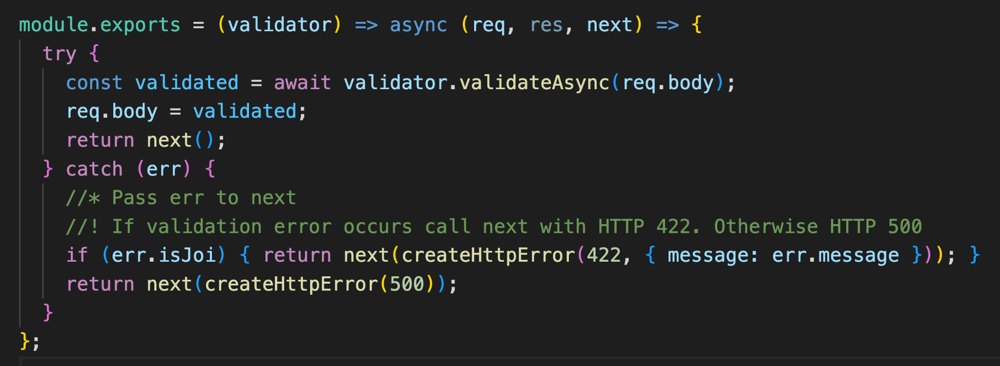 module.exports = (validator) => async (req, res, next) => {
try {
const validated = await validator.validateAsync(req.body);
req.body = validated;
return next();
} catch (err) {
//* Pass err to next
//! If validation error occurs call next with HTTP 422. Otherwise HTTP 500
if (err.isJoi) { return next(createHttpError(422, { message: err.message })); }
return next(createHttpError(500));
}
};